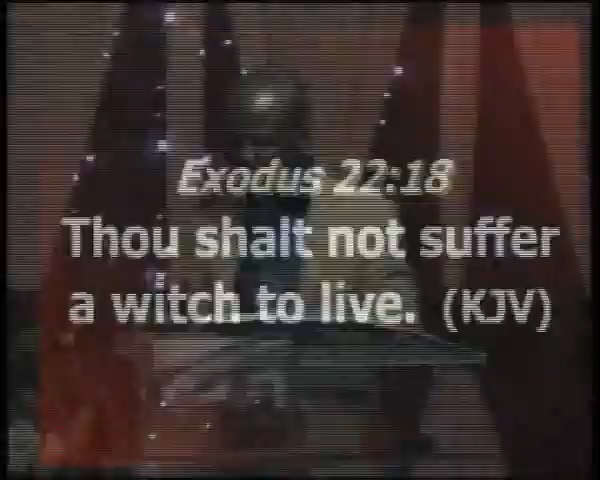 Exodus 22:18
Thou shalt not suffer
a witch to live. (KJV)